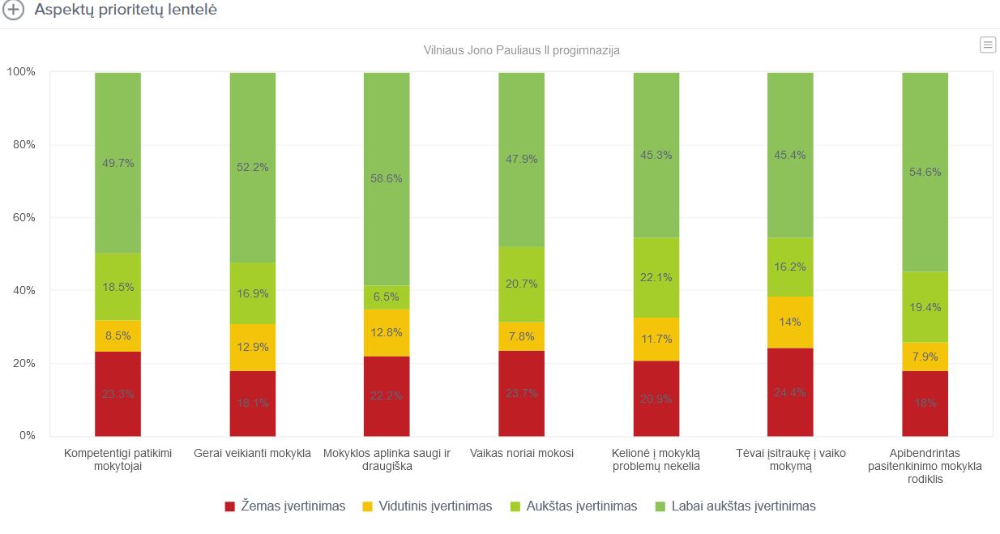 Aspektų prioritetų lentelė
Vilniaus Jono Pauliaus II progimnazija
100%
80%
60%
40%
20%
0%
49.7%
18.5%
8.5%
23.3%
52.2%
16.9%
12.9%
18.1%
58.6%
6.5%
12.8%
22.2%
47.9%
20.7%
7.8%
23.7%
45.3%
22.1%
11.7%
20.9%
45.4%
16.2%
14%
24.4%
54.6%
19.4%
7.9%
18%
Kompetentigi patikimi
mokytojai
Gerai veikianti mokykla
Mokyklos aplinka saugi ir
draugiška
Vaikas noriai mokosi
Kelionė į mokyklą
problemų nekelia
Tėvai įsitraukę į vaiko
mokymą
Apibendrintas
pasitenkinimo mokykla
rodiklis
Žemas įvertinimas
Vidutinis įvertinimas
Aukštas įvertinimas
Labai aukštas įvertinimas